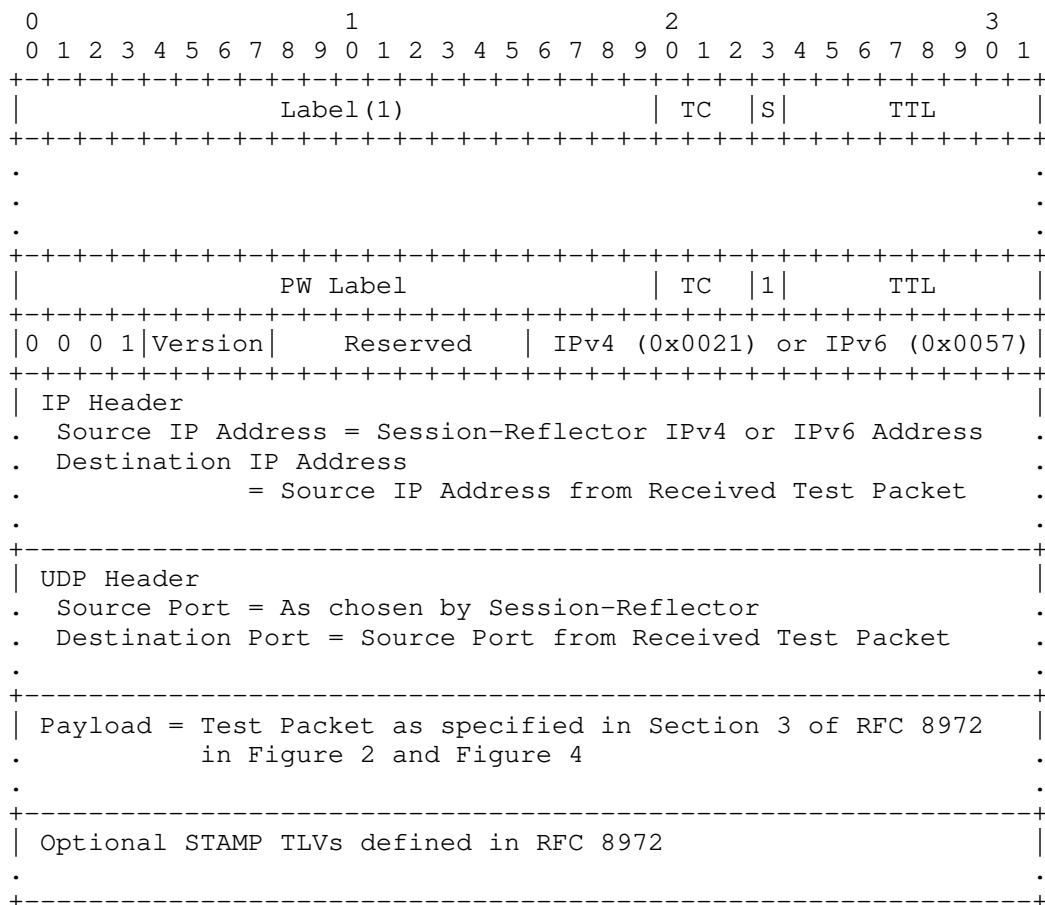 0                   1                   2                   3
 0 1 2 3 4 5 6 7 8 9 0 1 2 3 4 5 6 7 8 9 0 1 2 3 4 5 6 7 8 9 0 1
+-+-+-+-+-+-+-+-+-+-+-+-+-+-+-+-+-+-+-+-+-+-+-+-+-+-+-+-+-+-+-+-+
|                Label(1)               | TC  |S|      TTL      |
+-+-+-+-+-+-+-+-+-+-+-+-+-+-+-+-+-+-+-+-+-+-+-+-+-+-+-+-+-+-+-+-+
.                                                               .
.                                                               .
.                                                               .
+-+-+-+-+-+-+-+-+-+-+-+-+-+-+-+-+-+-+-+-+-+-+-+-+-+-+-+-+-+-+-+-+
|                PW Label               | TC  |1|      TTL      |
+-+-+-+-+-+-+-+-+-+-+-+-+-+-+-+-+-+-+-+-+-+-+-+-+-+-+-+-+-+-+-+-+
|0 0 0 1|Version|    Reserved   | IPv4 (0x0021) or IPv6 (0x0057)|
+-+-+-+-+-+-+-+-+-+-+-+-+-+-+-+-+-+-+-+-+-+-+-+-+-+-+-+-+-+-+-+-+
| IP Header                                                     |
.  Source IP Address = Session-Reflector IPv4 or IPv6 Address   .
.  Destination IP Address                                       .
.              = Source IP Address from Received Test Packet    .
.                                                               .
+---------------------------------------------------------------+
| UDP Header                                                    |
.  Source Port = As chosen by Session-Reflector                 .
.  Destination Port = Source Port from Received Test Packet     .
.                                                               .
+---------------------------------------------------------------+
| Payload = Test Packet as specified in Section 3 of RFC 8972   |
.           in Figure 2 and Figure 4                            .
.                                                               .
+---------------------------------------------------------------+
| Optional STAMP TLVs defined in RFC 8972                       |
.                                                               .
+---------------------------------------------------------------+